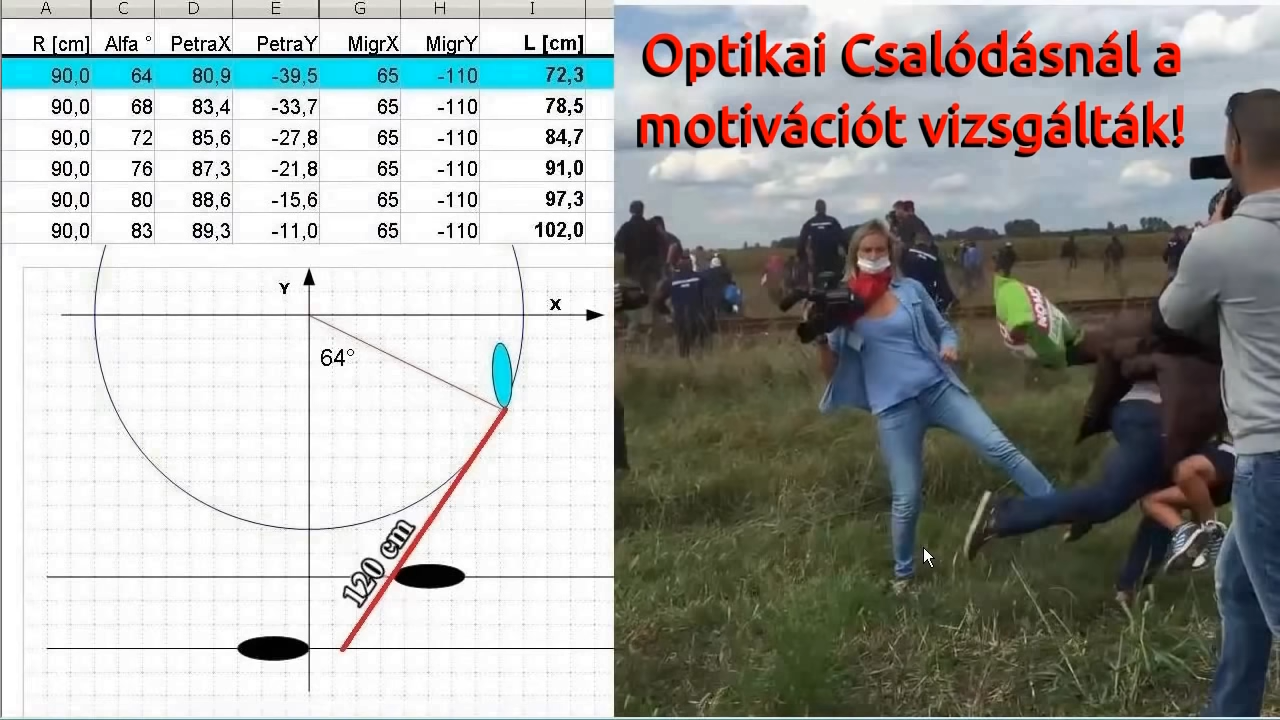 A C D E G H I
R [cm] Alfa ° PetraX PetraY MigrX MigrY L [cm]
90,0 64 80,9 -39,5 65 -110 72,3
90,0 68 83,4 -33,7 65 -110 78,5
90,0 72 85,6 -27,8 65 -110 84,7
90,0 76 87,3 -21,8 65 -110 91,0
90,0 80 88,6 -15,6 65 -110 97,3
90,0 83 89,3 -11,0 65 -110 102,0
Y
X
64°
120 cm
Optikai Csalódásnál a
motivációt vizsgálták!